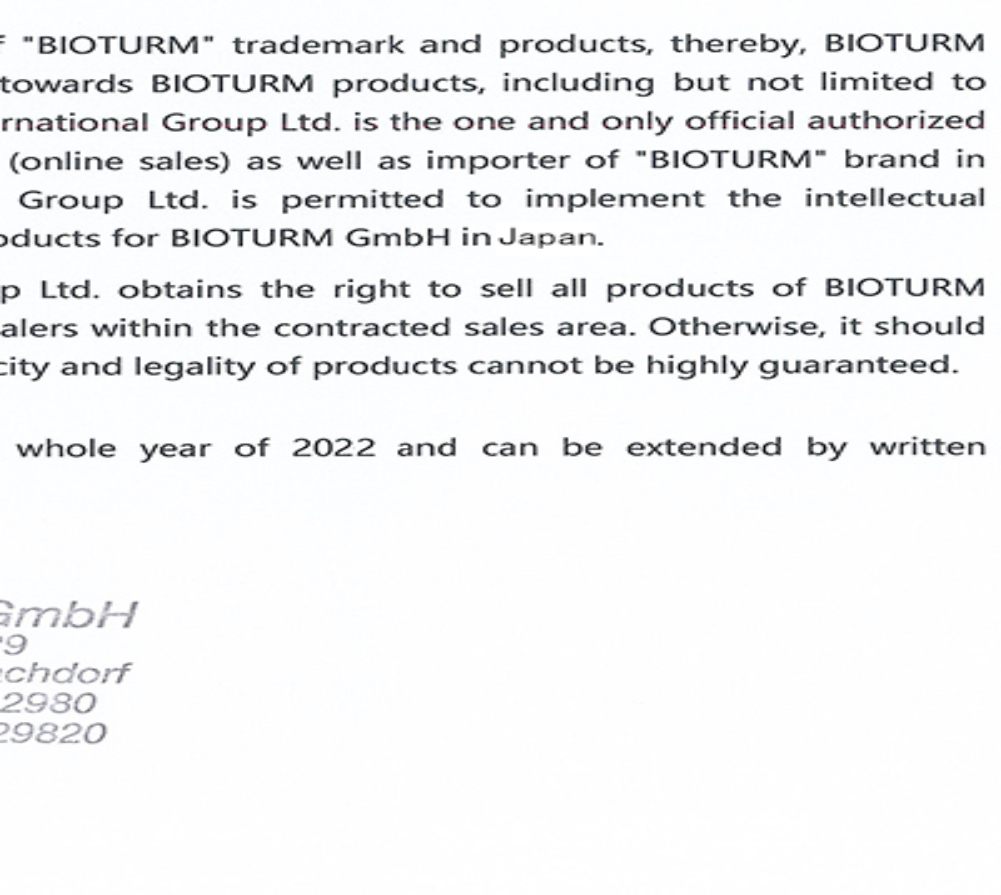 "BIOTURM" trademark and products, thereby, BIOTURM
towards BIOTURM products, including but not limited to
Group Ltd. is the one and only official authorized
(online sales) as well as importer of "BIOTURM" brand in
Group Ltd. is permitted to implement the intellectual
for BIOTURM GmbH in Japan.
Ltd. obtains the right to sell all products of BIOTURM
within the contracted sales area. Otherwise, it should
and legality of products cannot be highly guaranteed.
whole year of 2022 and can be extended by written
GmbH
9
chdorf
2980
29820